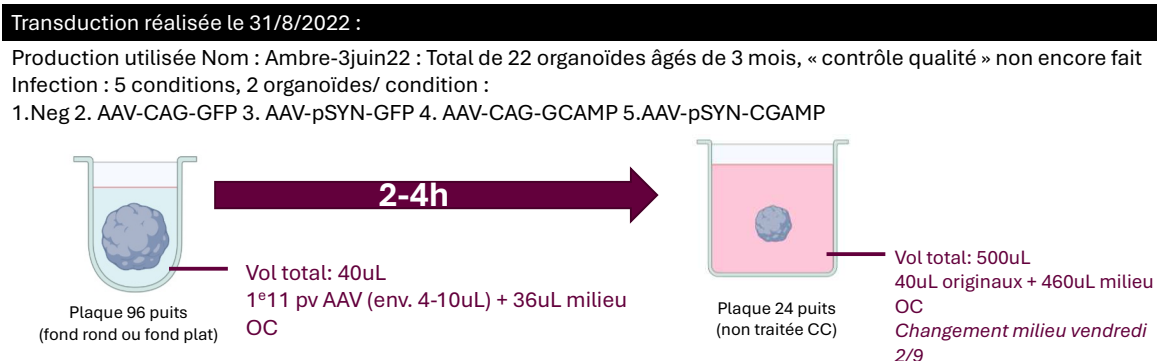 Transduction réalisée le 31/8/2022 :
Production utilisée Nom : Ambre-3juin22 : Total de 22 organoïdes âgés de 3 mois, « contrôle qualité » non encore fait
Infection : 5 conditions, 2 organoïdes/ condition :
1.Neg 2. AAV-CAG-GFP 3. AAV-pSYN-GFP 4. AAV-CAG-GCAMP 5.AAV-pSYN-CGAMP
2-4h
Vol total: 40uL
1e11 pv AAV (env. 4-10uL) + 36uL milieu
OC
Plaque 96 puits
(fond rond ou fond plat)
Plaque 24 puits
(non traitée CC)
Vol total: 500uL
40uL originaux + 460uL milieu
OC
Changement milieu vendredi
2/9